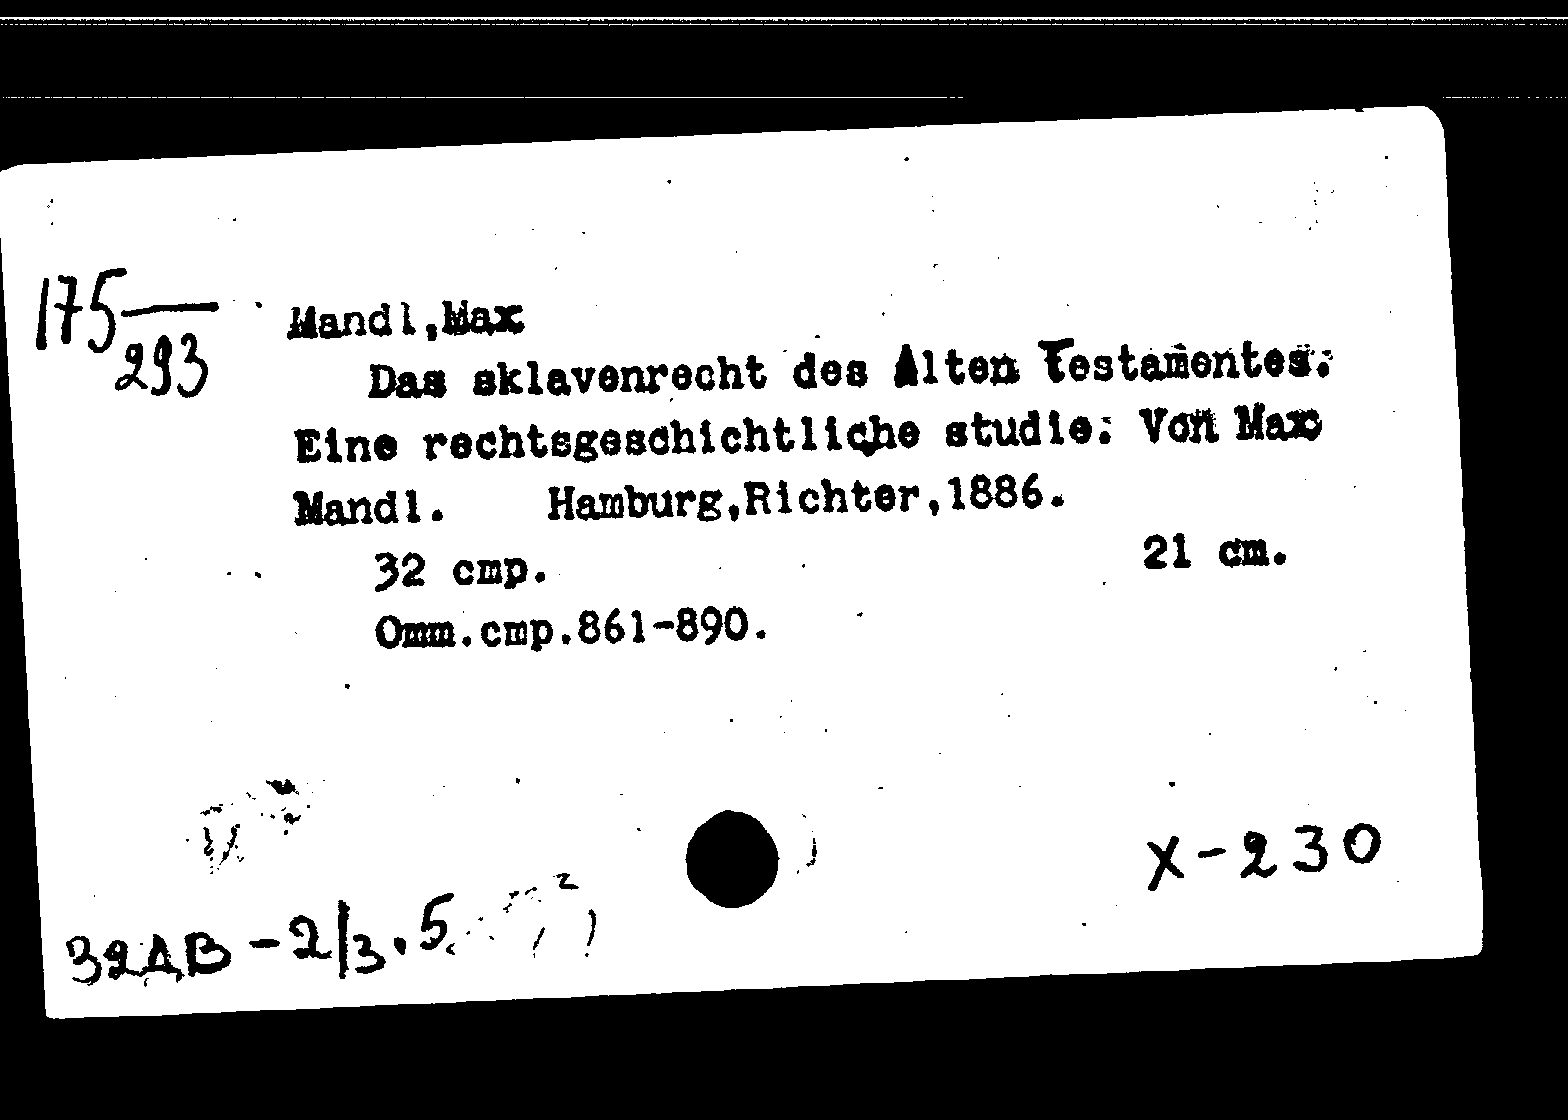 175/293
Mandl,Max
Das sklavenrecht des Alten Testamentes.
Eine rechtsgeschichtliche studie. Von Max
Mandl. Hamburg,Richter,1886.
32 cmp. 21 cm.
Omm.cmp.861-890.
X-230
32ДВ-2/3.5